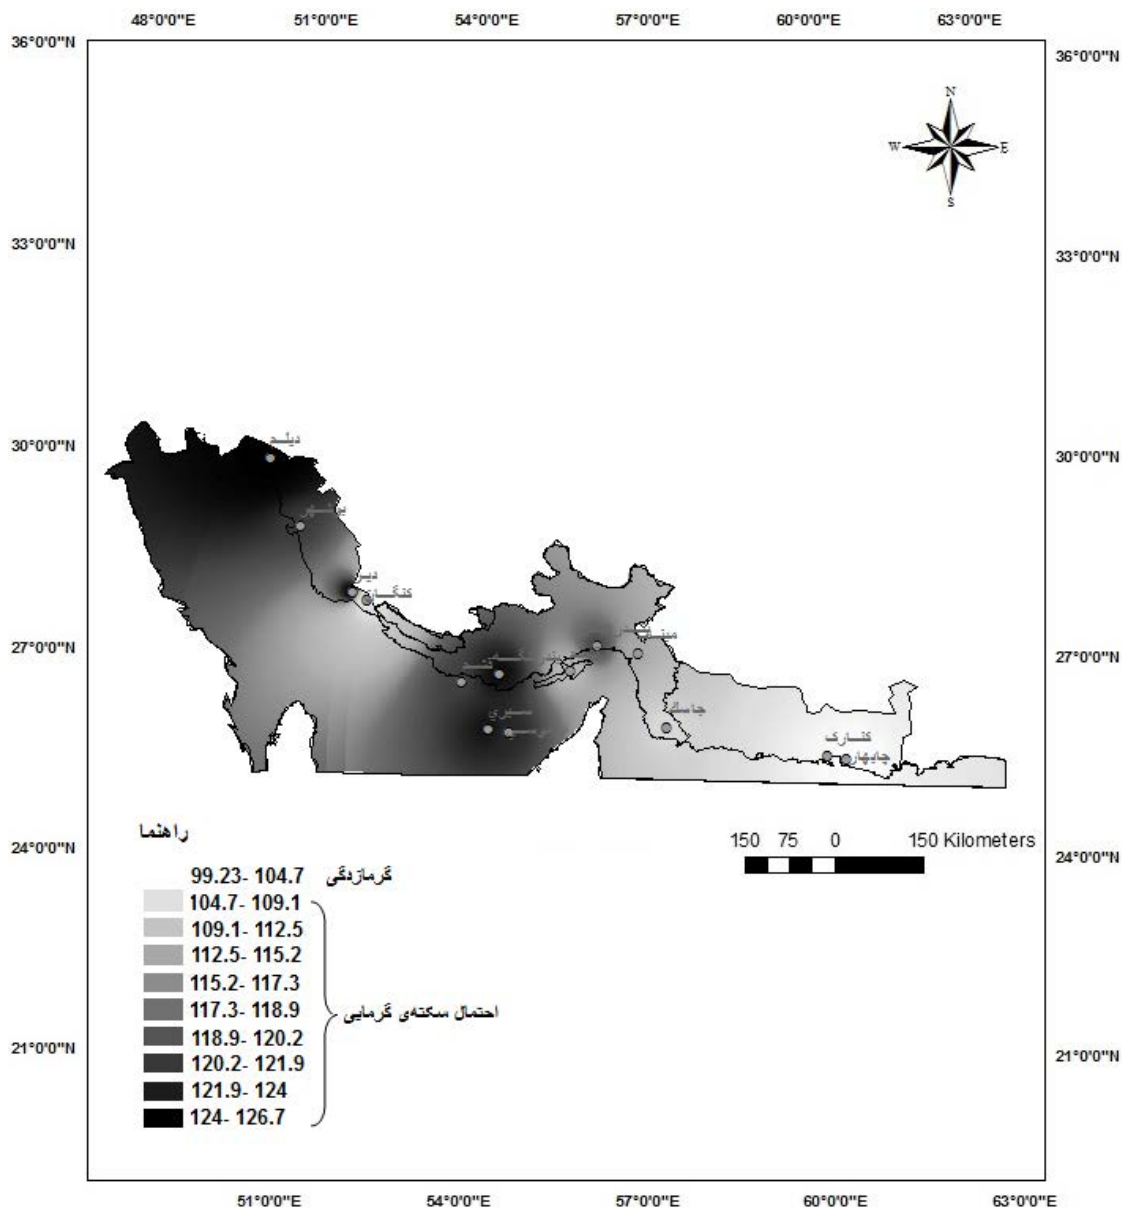 48°0'0"E 51°0'0"E 54°0'0"E 57°0'0"E 60°0'0"E 63°0'0"E
36°0'0"N
36°0'0"N
N
W E
S
33°0'0"N
33°0'0"N
30°0'0"N
30°0'0"N
دیلـم
بوشـهر
دیـر
کنگـان
27°0'0"N
27°0'0"N
سـیری
جاسک
کنـارک
چابهار
راهنما
150 75 0 150 Kilometers
24°0'0"N
24°0'0"N
99.23- 104.7 گرمازدگی
104.7- 109.1
109.1 - 112.5
112.5 - 115.2
115.2 - 117.3
117.3 - 118.9
احتمال سکته‌ی گرمایی
118.9 - 120.2
120.2 - 121.9
121.9- 124
124- 126.7
21°0'0"N
21°0'0"N
51°0'0"E 54°0'0"E 57°0'0"E 60°0'0"E 63°0'0"E